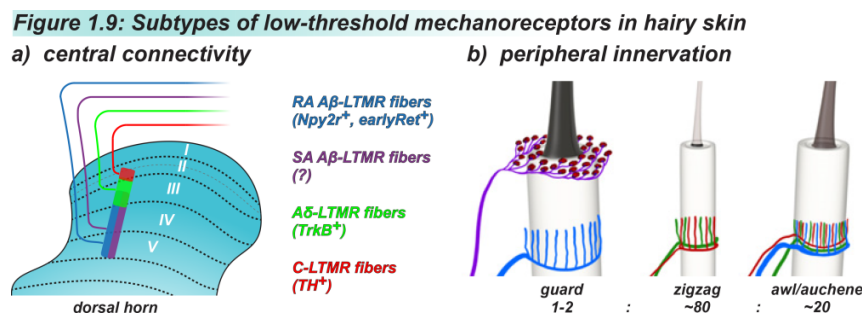 Figure 1.9: Subtypes of low-threshold mechanoreceptors in hairy skin
a) central connectivity
b) peripheral innervation
I
II
III
IV
V
dorsal horn
RA Aβ-LTMR fibers
(Npy2r⁺, earlyRet⁺)
SA Aβ-LTMR fibers
(?)
Aδ-LTMR fibers
(TrkB⁺)
C-LTMR fibers
(TH⁺)
guard zigzag awl/auchene
1-2 : ~80 : ~20